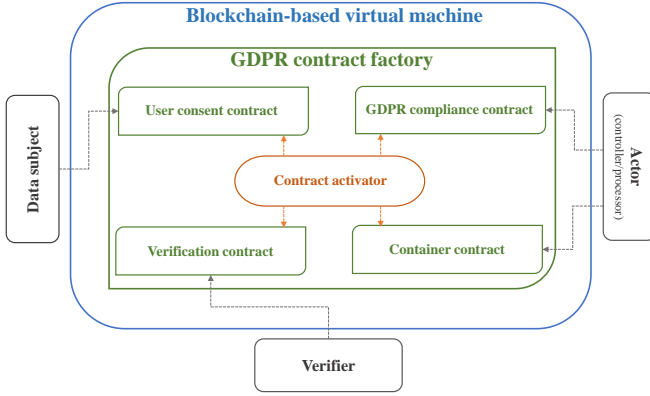 Blockchain-based virtual machine
GDPR contract factory
User consent contract
GDPR compliance contract
Data subject
Actor
(controller/processor)
Contract activator
Verification contract
Container contract
Verifier